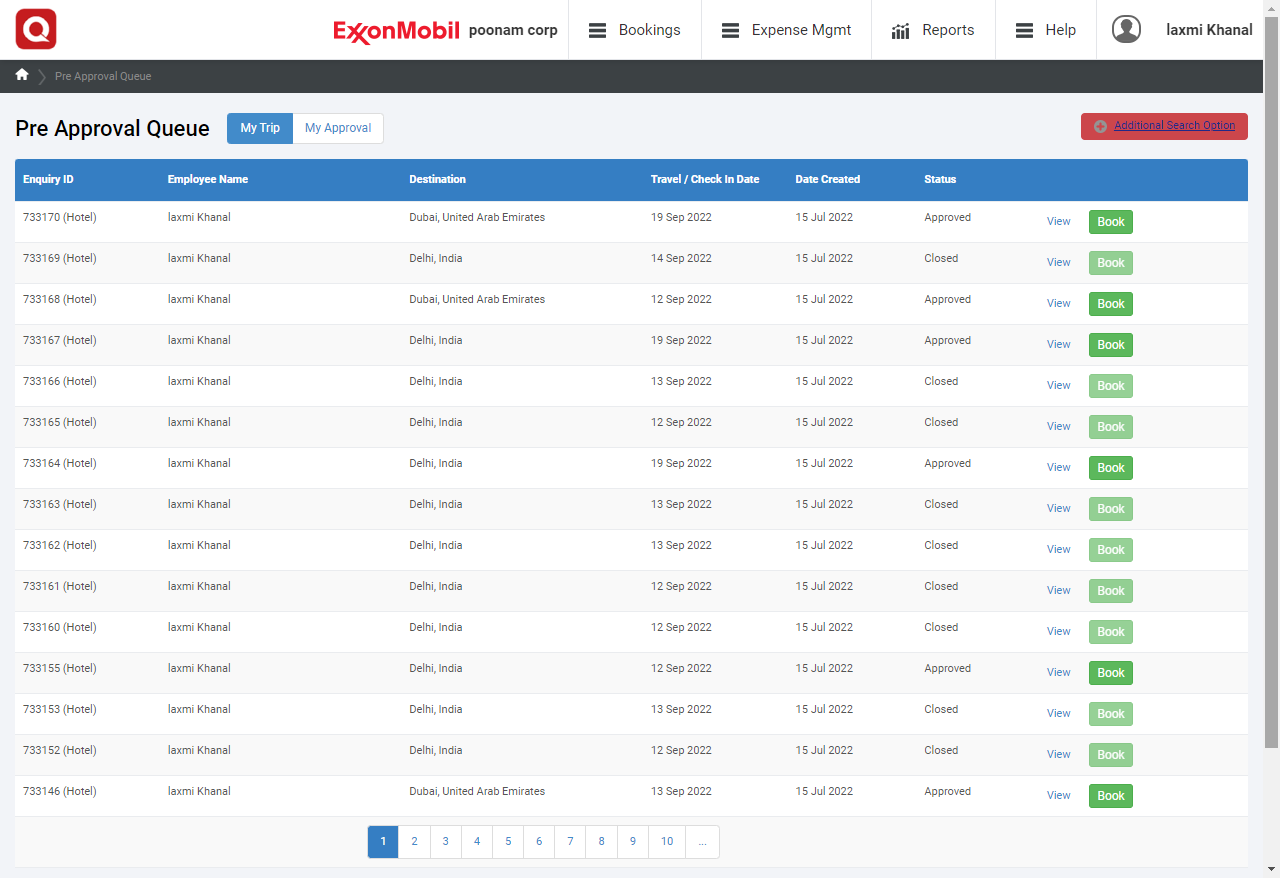 Q ExxonMobil poonam corp Bookings Expense Mgmt Reports Help laxmi Khanal
Pre Approval Queue
Pre Approval Queue My Trip My Approval Additional Search Option
Enquiry ID Employee Name Destination Travel / Check In Date Date Created Status
733170 (Hotel) laxmi Khanal Dubai, United Arab Emirates 19 Sep 2022 15 Jul 2022 Approved View Book
733169 (Hotel) laxmi Khanal Delhi, India 14 Sep 2022 15 Jul 2022 Closed View Book
733168 (Hotel) laxmi Khanal Dubai, United Arab Emirates 12 Sep 2022 15 Jul 2022 Approved View Book
733167 (Hotel) laxmi Khanal Delhi, India 19 Sep 2022 15 Jul 2022 Approved View Book
733166 (Hotel) laxmi Khanal Delhi, India 13 Sep 2022 15 Jul 2022 Closed View Book
733165 (Hotel) laxmi Khanal Delhi, India 12 Sep 2022 15 Jul 2022 Closed View Book
733164 (Hotel) laxmi Khanal Delhi, India 19 Sep 2022 15 Jul 2022 Approved View Book
733163 (Hotel) laxmi Khanal Delhi, India 13 Sep 2022 15 Jul 2022 Closed View Book
733162 (Hotel) laxmi Khanal Delhi, India 13 Sep 2022 15 Jul 2022 Closed View Book
733161 (Hotel) laxmi Khanal Delhi, India 12 Sep 2022 15 Jul 2022 Closed View Book
733160 (Hotel) laxmi Khanal Delhi, India 12 Sep 2022 15 Jul 2022 Closed View Book
733155 (Hotel) laxmi Khanal Delhi, India 12 Sep 2022 15 Jul 2022 Approved View Book
733153 (Hotel) laxmi Khanal Delhi, India 13 Sep 2022 15 Jul 2022 Closed View Book
733152 (Hotel) laxmi Khanal Delhi, India 12 Sep 2022 15 Jul 2022 Closed View Book
733146 (Hotel) laxmi Khanal Dubai, United Arab Emirates 13 Sep 2022 15 Jul 2022 Approved View Book
1 2 3 4 5 6 7 8 9 10 ...